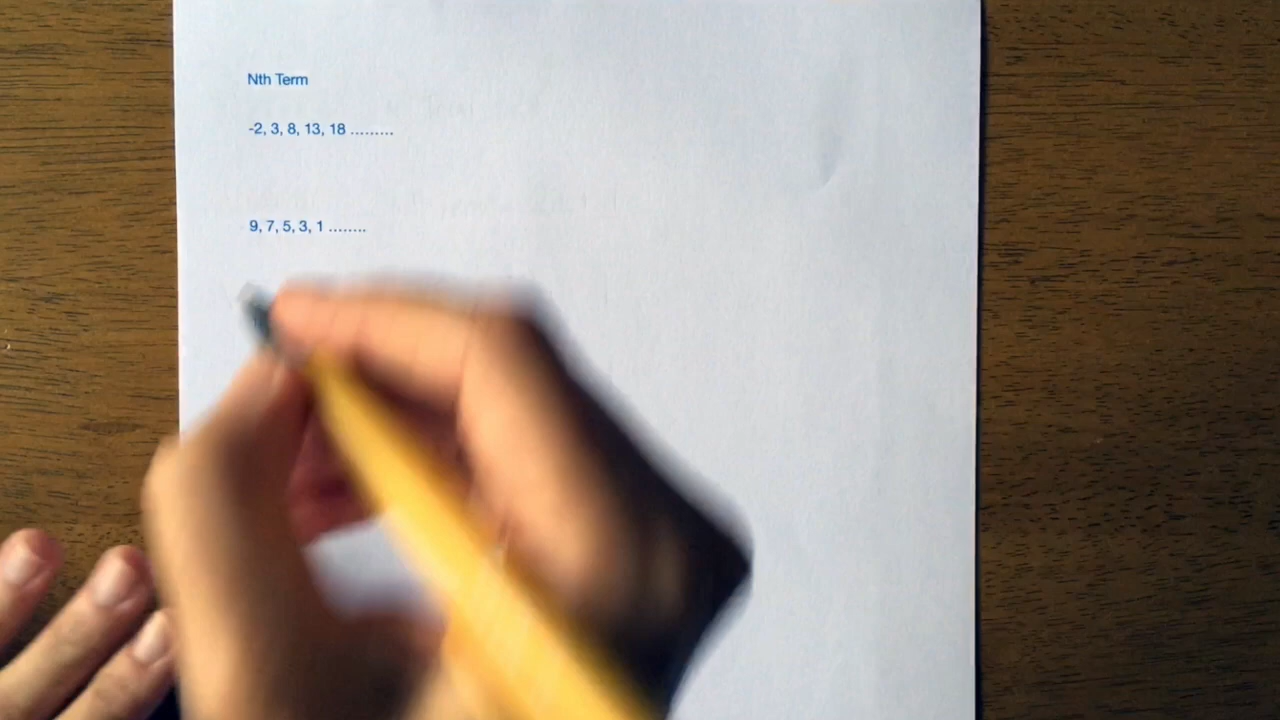 Nth Term
-2, 3, 8, 13, 18 .........
9, 7, 5, 3, 1 ........